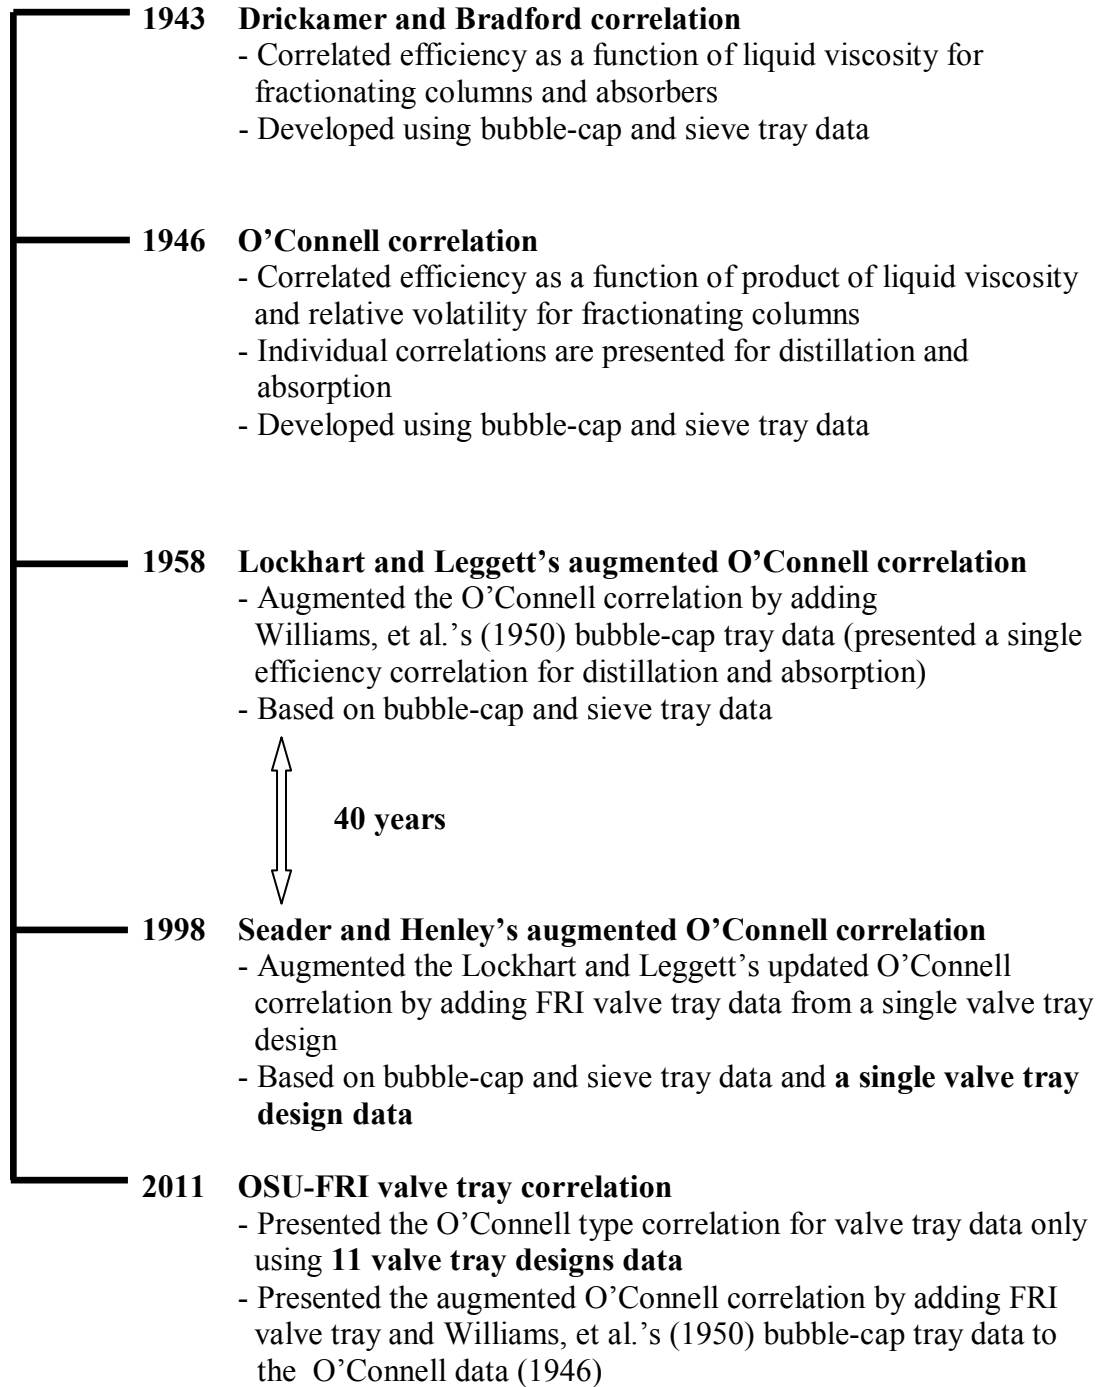 1943 Drickamer and Bradford correlation
- Correlated efficiency as a function of liquid viscosity for
fractionating columns and absorbers
- Developed using bubble-cap and sieve tray data
1946 O’Connell correlation
- Correlated efficiency as a function of product of liquid viscosity
and relative volatility for fractionating columns
- Individual correlations are presented for distillation and
absorption
- Developed using bubble-cap and sieve tray data
1958 Lockhart and Leggett’s augmented O’Connell correlation
- Augmented the O’Connell correlation by adding
Williams, et al.’s (1950) bubble-cap tray data (presented a single
efficiency correlation for distillation and absorption)
- Based on bubble-cap and sieve tray data
40 years
1998 Seader and Henley’s augmented O’Connell correlation
- Augmented the Lockhart and Leggett’s updated O’Connell
correlation by adding FRI valve tray data from a single valve tray
design
- Based on bubble-cap and sieve tray data and a single valve tray
design data
2011 OSU-FRI valve tray correlation
- Presented the O’Connell type correlation for valve tray data only
using 11 valve tray designs data
- Presented the augmented O’Connell correlation by adding FRI
valve tray and Williams, et al.’s (1950) bubble-cap tray data to
the O’Connell data (1946)